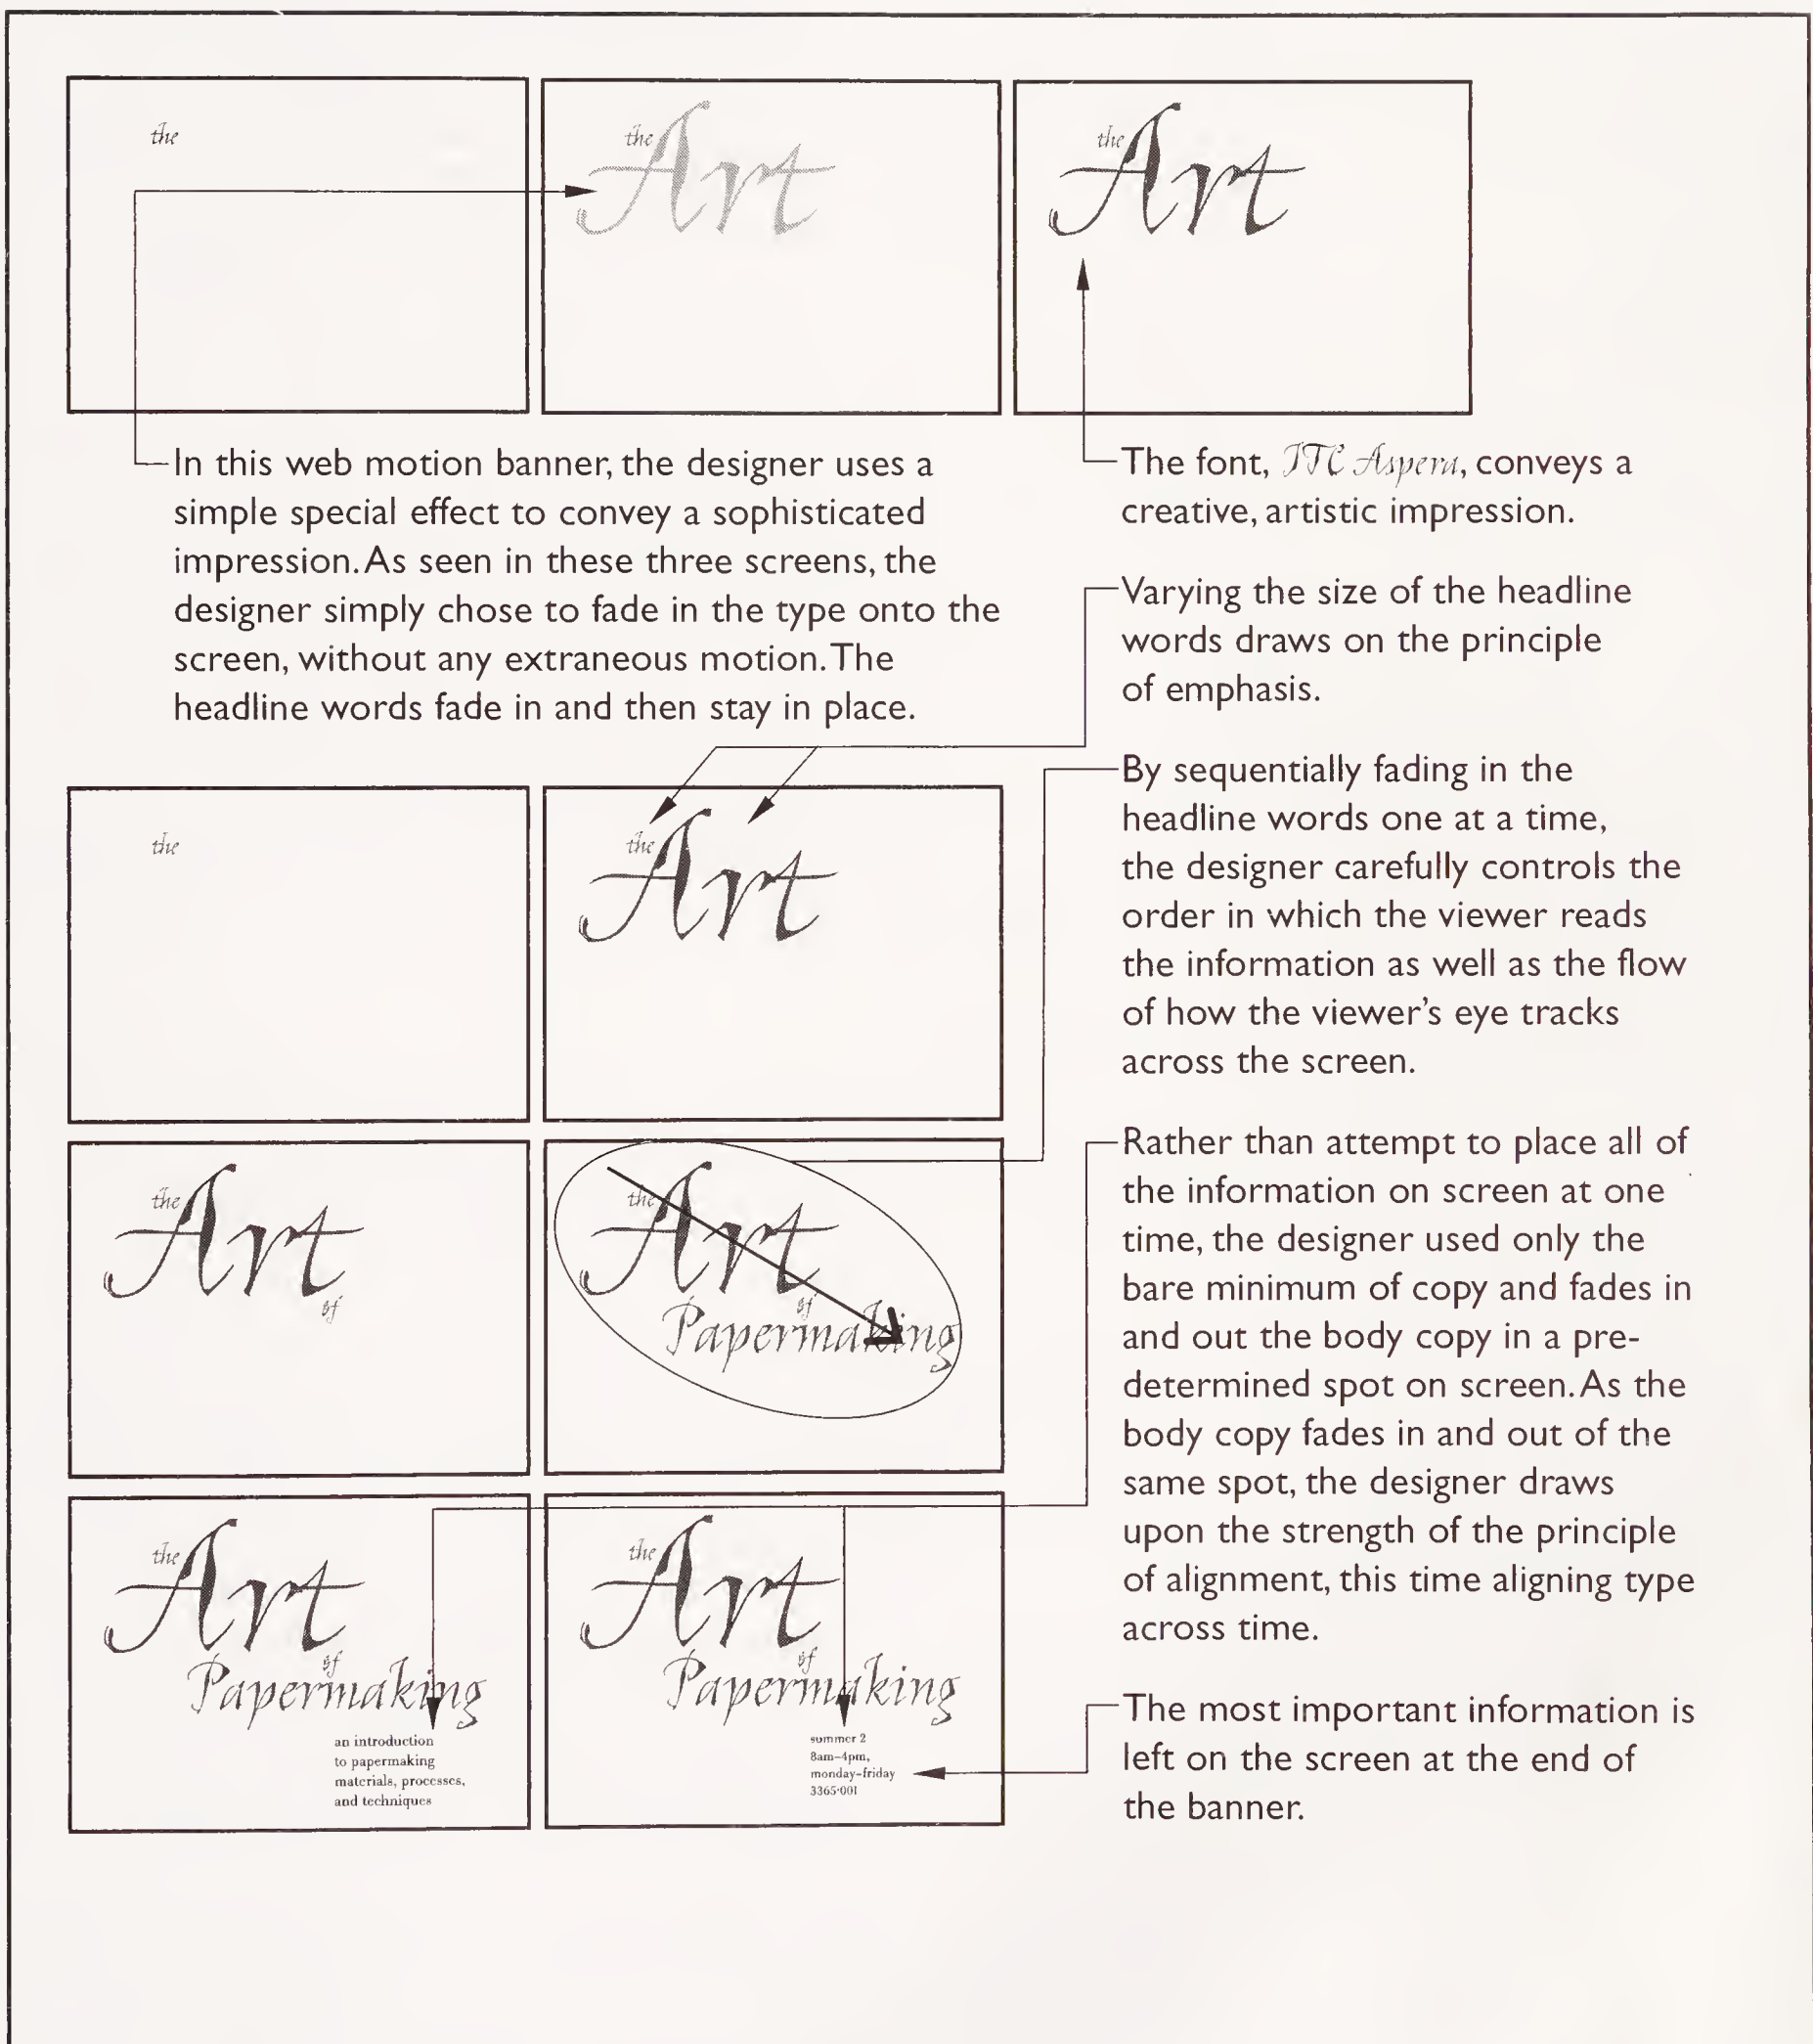 the
the
Art
the
Art
In this web motion banner, the designer uses a
simple special effect to convey a sophisticated
impression. As seen in these three screens, the
designer simply chose to fade in the type onto the
screen, without any extraneous motion. The
headline words fade in and then stay in place.
The font, ITC Aspera, conveys a
creative, artistic impression.
Varying the size of the headline
words draws on the principle
of emphasis.
By sequentially fading in the
headline words one at a time,
the designer carefully controls the
order in which the viewer reads
the information as well as the flow
of how the viewer's eye tracks
across the screen.
Rather than attempt to place all of
the information on screen at one
time, the designer used only the
bare minimum of copy and fades in
and out the body copy in a pre-
determined spot on screen. As the
body copy fades in and out of the
same spot, the designer draws
upon the strength of the principle
of alignment, this time aligning type
across time.
The most important information is
left on the screen at the end of
the banner.
the
the
Art
the
Art
of
the
Art
of
Papermaking
the
Art
of
Papermaking
an introduction
to papermaking
materials, processes,
and techniques
the
Art
of
Papermaking
summer 2
8am–4pm,
monday–friday
3365·001